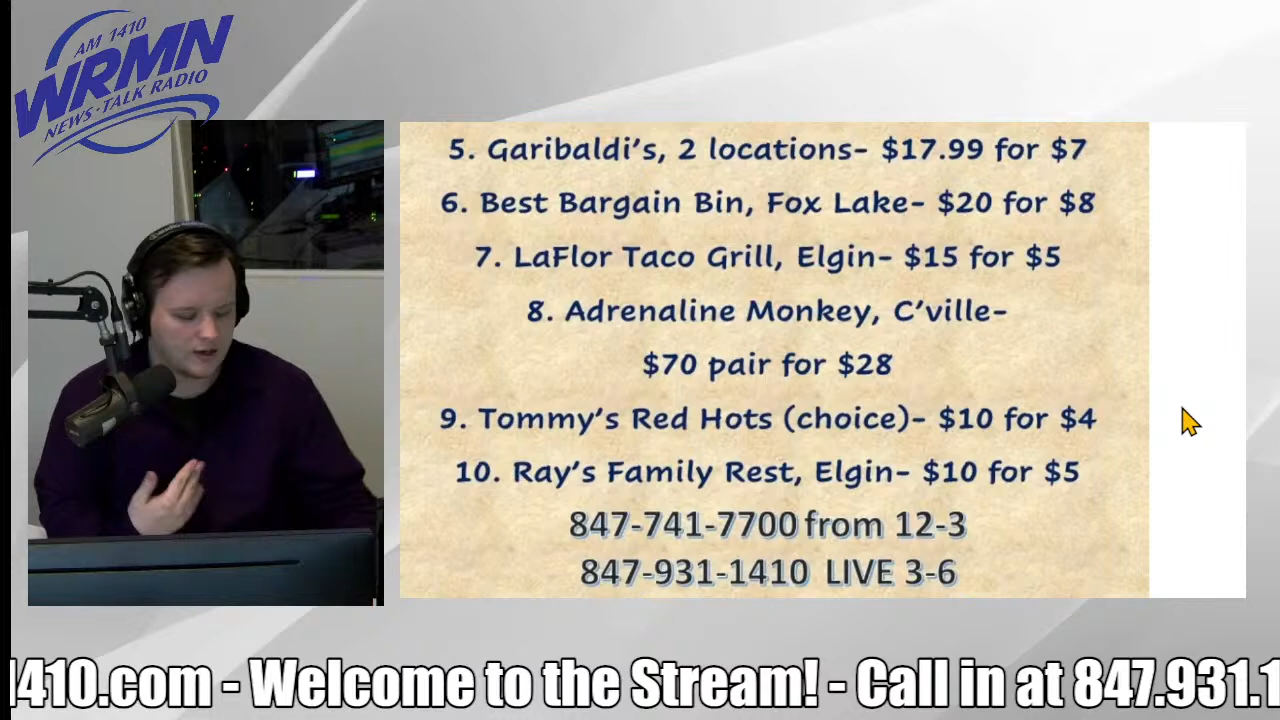 AM 1410
WRMN
NEWS·TALK RADIO
5. Garibaldi's, 2 locations- $17.99 for $7
6. Best Bargain Bin, Fox Lake- $20 for $8
7. LaFlor Taco Grill, Elgin- $15 for $5
8. Adrenaline Monkey, C'ville-
$70 pair for $28
9. Tommy's Red Hots (choice)- $10 for $4
10. Ray's Family Rest, Elgin- $10 for $5
847-741-7700 from 12-3
847-931-1410 LIVE 3-6
1410.com - Welcome to the Stream! - Call in at 847.931.1